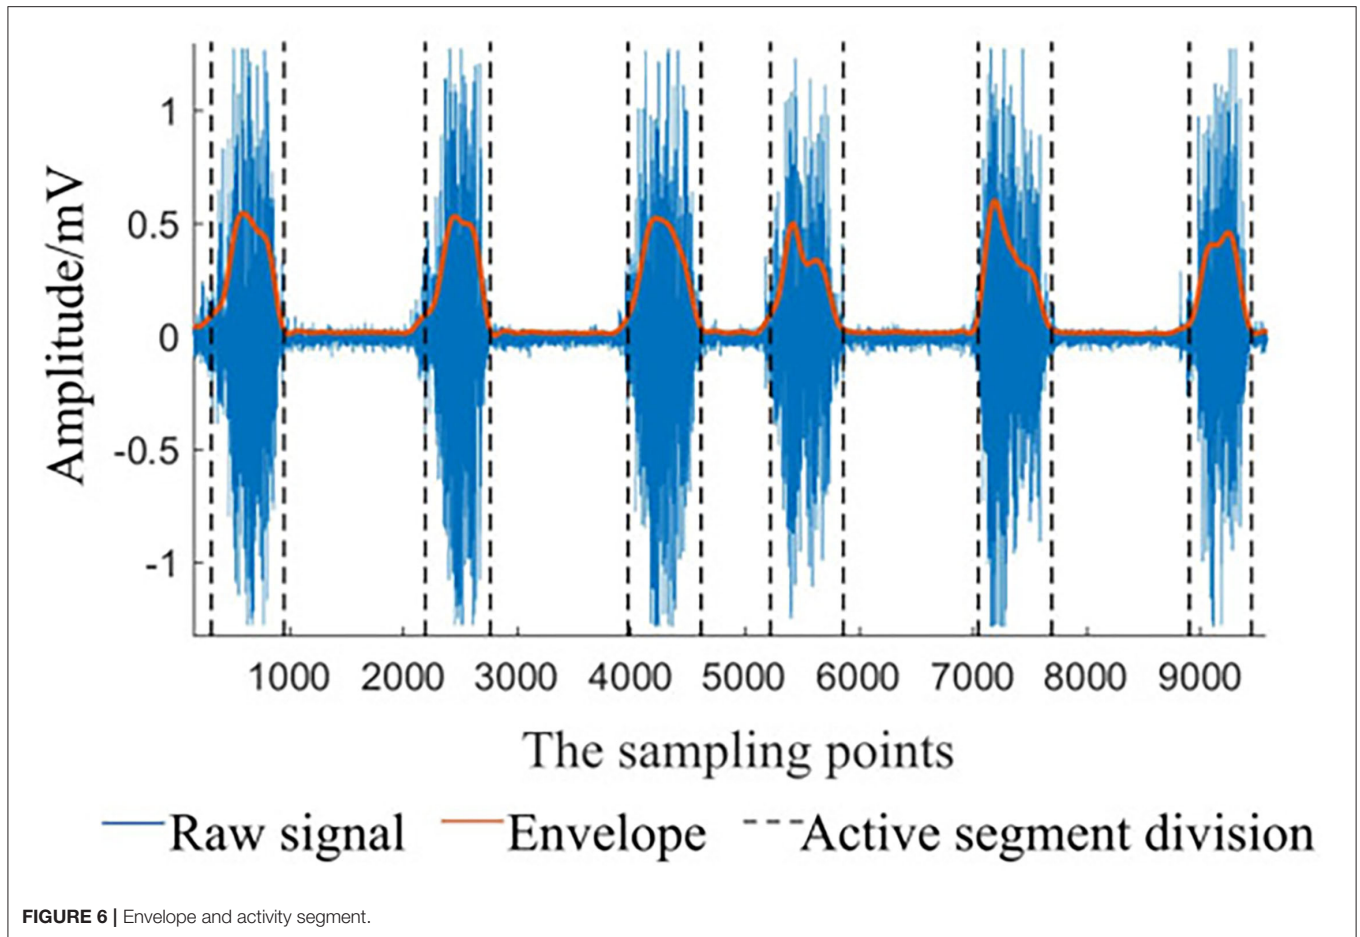 Amplitude/mV
1
0.5
0
-0.5
-1
1000 2000 3000 4000 5000 6000 7000 8000 9000
The sampling points
Raw signal Envelope Active segment division
FIGURE 6 | Envelope and activity segment.